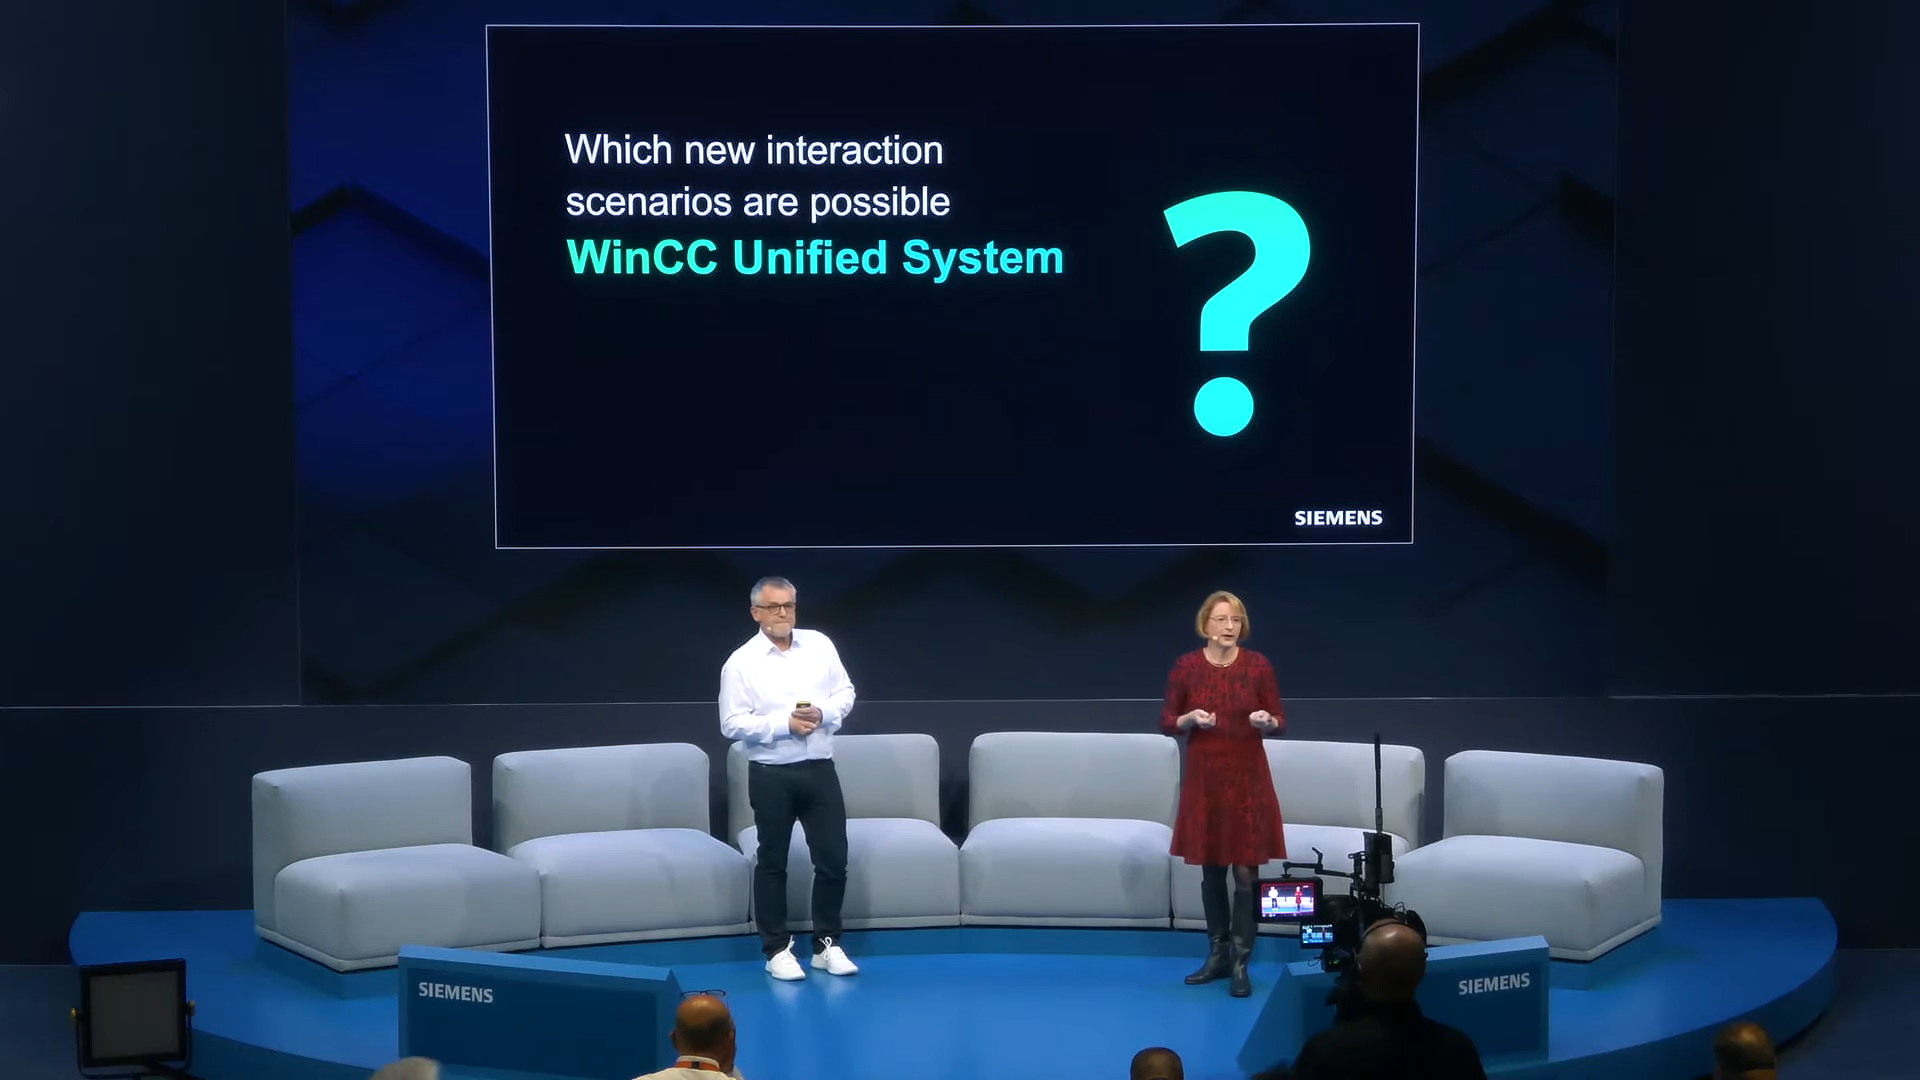 Which new interaction
scenarios are possible
WinCC Unified System
?
SIEMENS
SIEMENS
SIEMENS